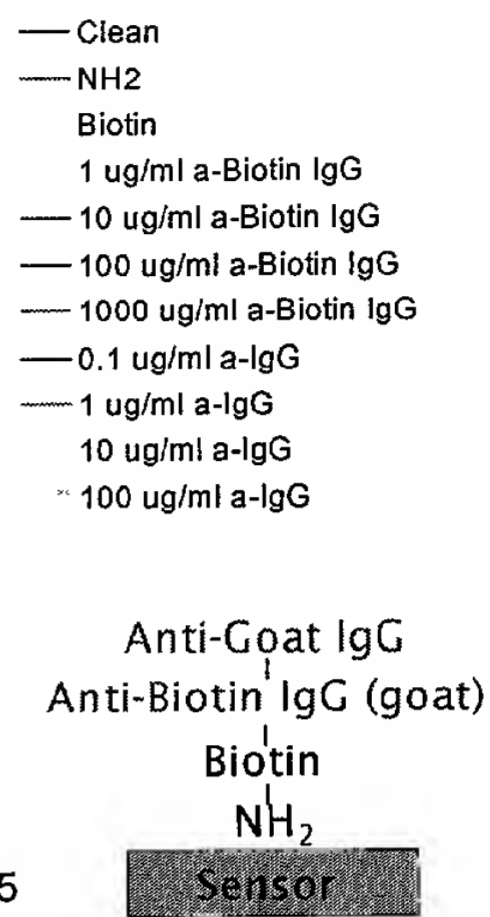 Clean
NH2
Biotin
1 ug/ml a-Biotin IgG
10 ug/ml a-Biotin IgG
100 ug/ml a-Biotin IgG
1000 ug/ml a-Biotin IgG
0.1 ug/ml a-IgG
1 ug/ml a-IgG
10 ug/ml a-IgG
100 ug/ml a-IgG
Anti-Goat IgG
Anti-Biotin IgG (goat)
Biotin
NH₂
5 Sensor